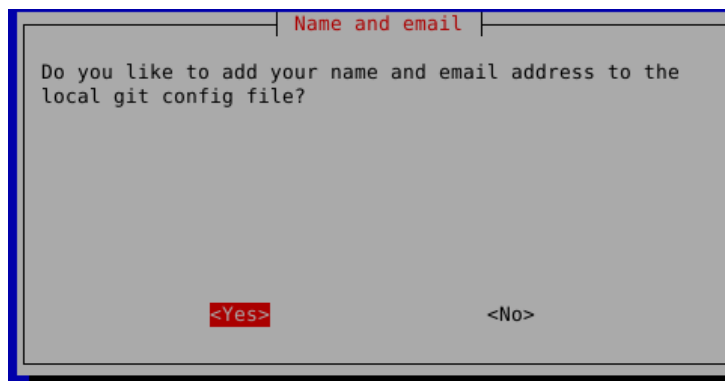 Name and email
Do you like to add your name and email address to the
local git config file?
<Yes> <No>